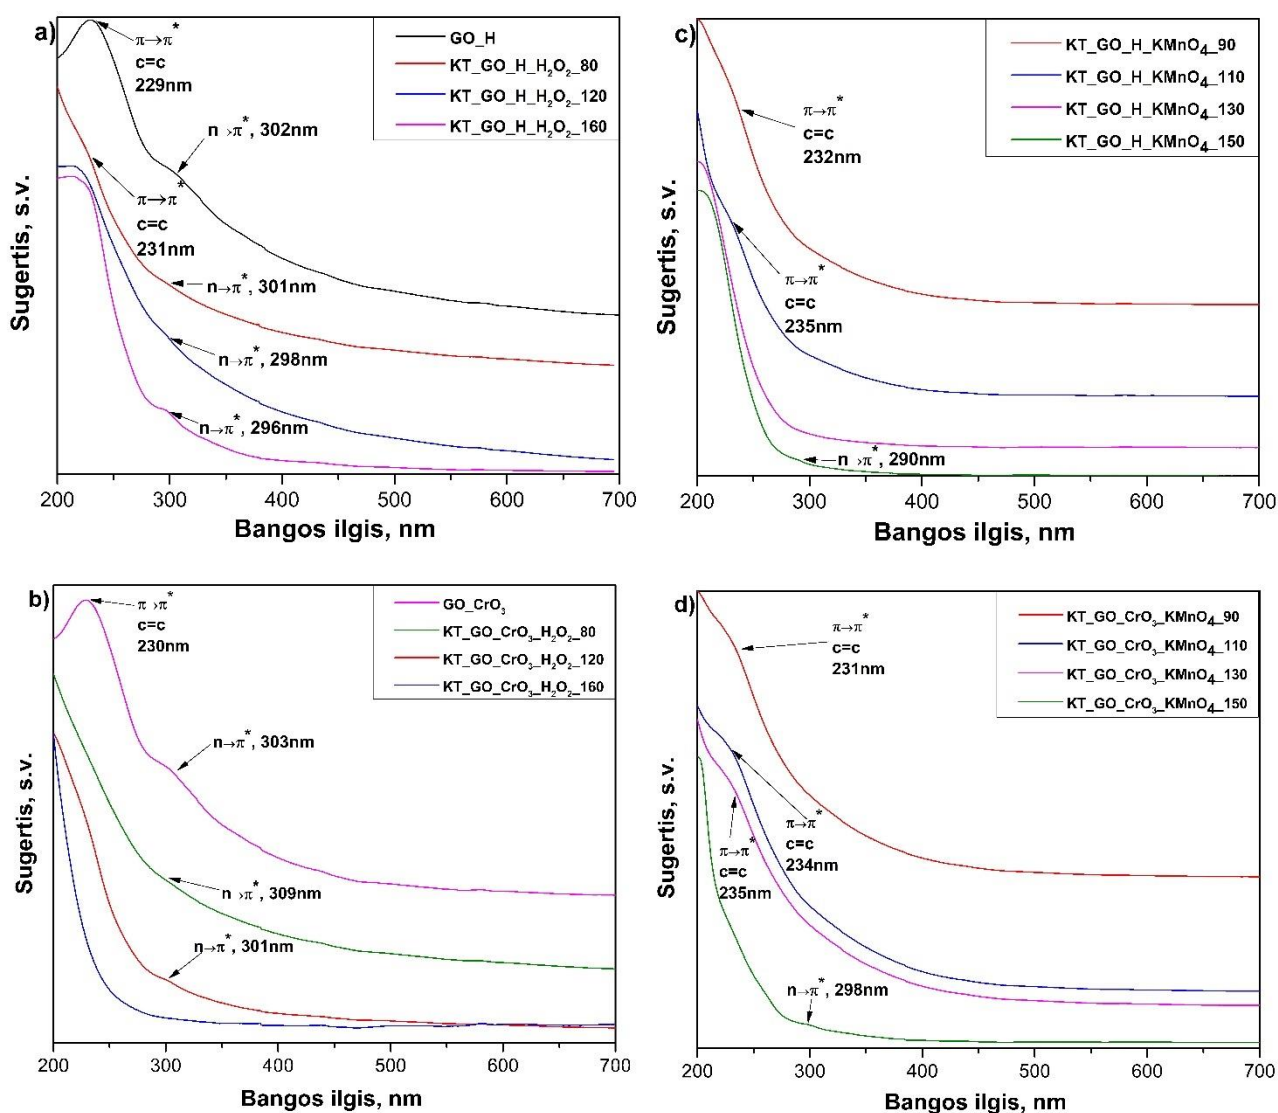 a)
π→π*
c=c
229nm
n→π*, 302nm
π→π*
c=c
231nm
n→π*, 301nm
n→π*, 298nm
n→π*, 296nm
GO_H
KT_GO_H_H₂O₂_80
KT_GO_H_H₂O₂_120
KT_GO_H_H₂O₂_160
Sugertis, s.v.
200 300 400 500 600 700
Bangos ilgis, nm
c)
π→π*
c=c
232nm
π→π*
c=c
235nm
n→π*, 290nm
KT_GO_H_KMnO₄_90
KT_GO_H_KMnO₄_110
KT_GO_H_KMnO₄_130
KT_GO_H_KMnO₄_150
Sugertis, s.v.
200 300 400 500 600 700
Bangos ilgis, nm
b)
π→π*
c=c
230nm
n→π*, 303nm
n→π*, 309nm
n→π*, 301nm
GO_CrO₃
KT_GO_CrO₃_H₂O₂_80
KT_GO_CrO₃_H₂O₂_120
KT_GO_CrO₃_H₂O₂_160
Sugertis, s.v.
200 300 400 500 600 700
Bangos ilgis, nm
d)
π→π*
c=c
231nm
π→π*
c=c
234nm
π→π*
c=c
235nm
n→π*, 298nm
KT_GO_CrO₃_KMnO₄_90
KT_GO_CrO₃_KMnO₄_110
KT_GO_CrO₃_KMnO₄_130
KT_GO_CrO₃_KMnO₄_150
Sugertis, s.v.
200 300 400 500 600 700
Bangos ilgis, nm